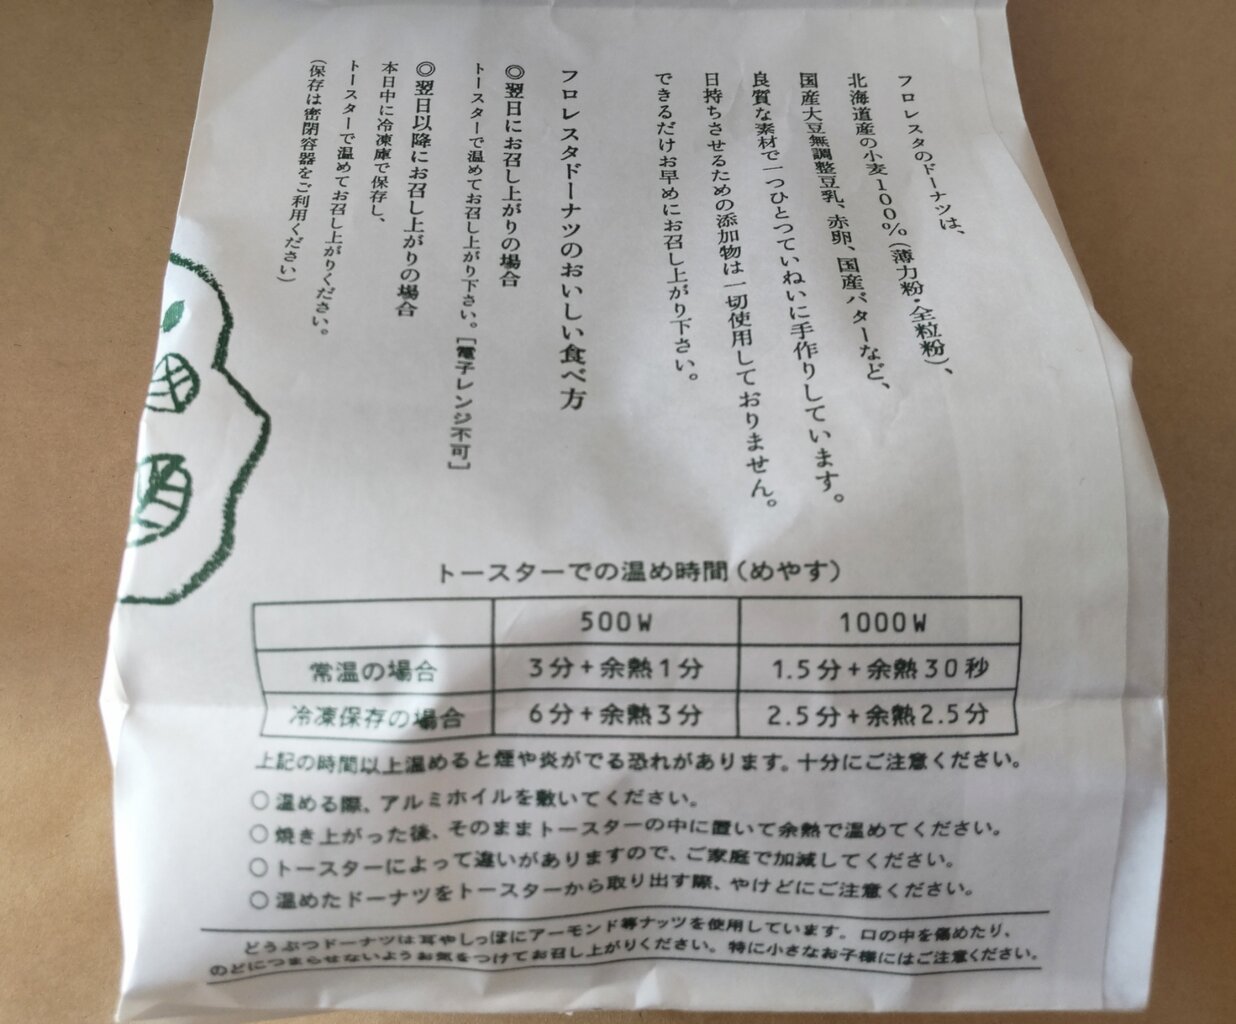 フロレスタのドーナツは、
北海道産の小麦100%(薄力粉・全粒粉)、
国産大豆無調整豆乳、赤卵、国産バターなど、
良質な素材で一つひとつていねいに手作りしています。
日持ちさせるための添加物は一切使用しておりません。
できるだけお早めにお召し上がり下さい。
フロレスタドーナツのおいしい食べ方
◎翌日にお召し上がりの場合
トースターで温めてお召し上がり下さい。[電子レンジ不可]
◎翌日以降にお召し上がりの場合
本日中に冷凍庫で保存し、
トースターで温めてお召し上がりください。
(保存は密閉容器をご利用ください)
トースターでの温め時間(めやす)
500W 1000W
常温の場合 3分+余熱1分 1.5分+余熱30秒
冷凍保存の場合 6分+余熱3分 2.5分+余熱2.5分
上記の時間以上温めると煙や炎がでる恐れがあります。十分にご注意ください。
○温める際、アルミホイルを敷いてください。
○焼き上がった後、そのままトースターの中に置いて余熱で温めてください。
○トースターによって違いがありますので、ご家庭で加減してください。
○温めたドーナツをトースターから取り出す際、やけどにご注意ください。
どうぶつドーナツは耳やしっぽにアーモンド等ナッツを使用しています。口の中を傷めたり、
のどにつまらせないようお気をつけてお召し上がりください。特に小さなお子様にはご注意ください。